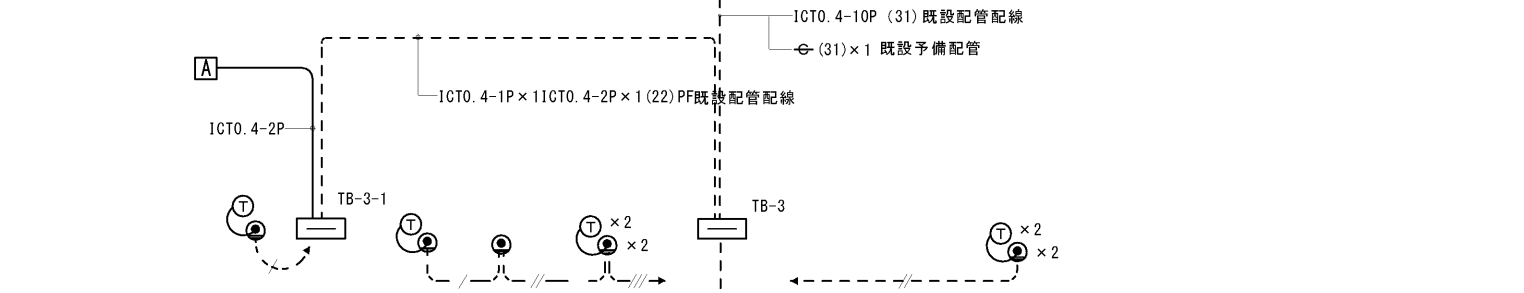 ICT0.4-10P (31) 既設配管配線
C (31)×1 既設予備配管
A
ICT0.4-1P×1ICT0.4-2P×1(22)PF既設配管配線
ICT0.4-2P
TB-3-1
TB-3
T
T
T ×2
×2
T ×2
×2